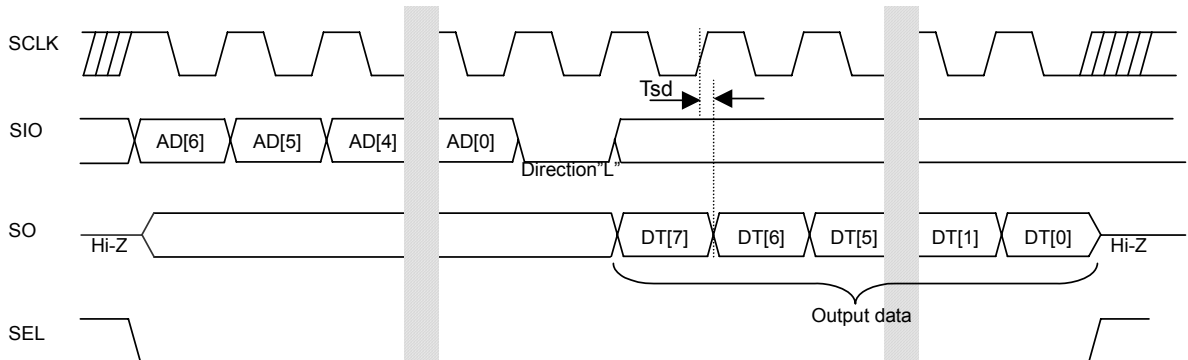 SCLK
Tsd
SIO
AD[6] AD[5] AD[4] AD[0]
Direction"L"
SO
Hi-Z
DT[7] DT[6] DT[5] DT[1] DT[0]
Hi-Z
Output data
SEL